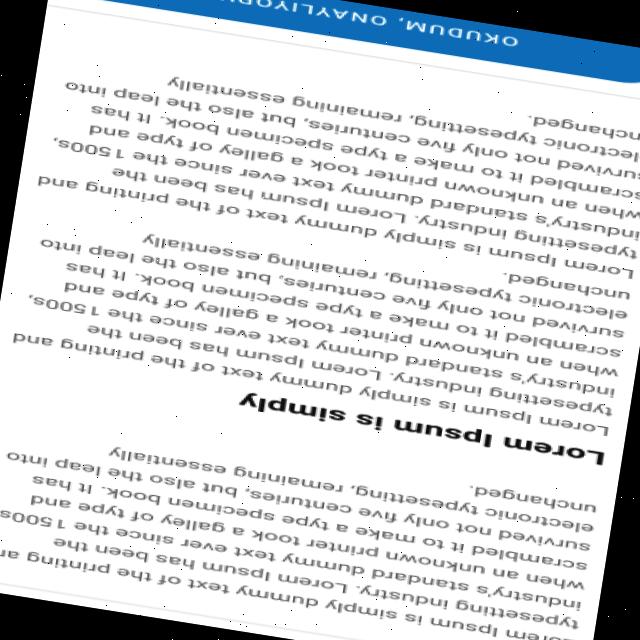 Lorem Ipsum is simply dummy text of the printing and
typesetting industry. Lorem Ipsum has been the
industry's standard dummy text ever since the 1500s
when an unknown printer took a galley of type and
scrambled it to make a type specimen book. It has
survived not only five centuries, but also the leap into
electronic typesetting, remaining essentially
unchanged.
Lorem Ipsum is simply
Lorem Ipsum is simply dummy text of the printing and
typesetting industry. Lorem Ipsum has been the
industry's standard dummy text ever since the 1500s,
when an unknown printer took a galley of type and
scrambled it to make a type specimen book. It has
survived not only five centuries, but also the leap into
electronic typesetting, remaining essentially
unchanged.
Lorem Ipsum is simply dummy text of the printing and
typesetting industry. Lorem Ipsum has been the
industry's standard dummy text ever since the 1500s,
when an unknown printer took a galley of type and
scrambled it to make a type specimen book. It has
survived not only five centuries, but also the leap into
electronic typesetting, remaining essentially
unchanged.
OKUDUM,